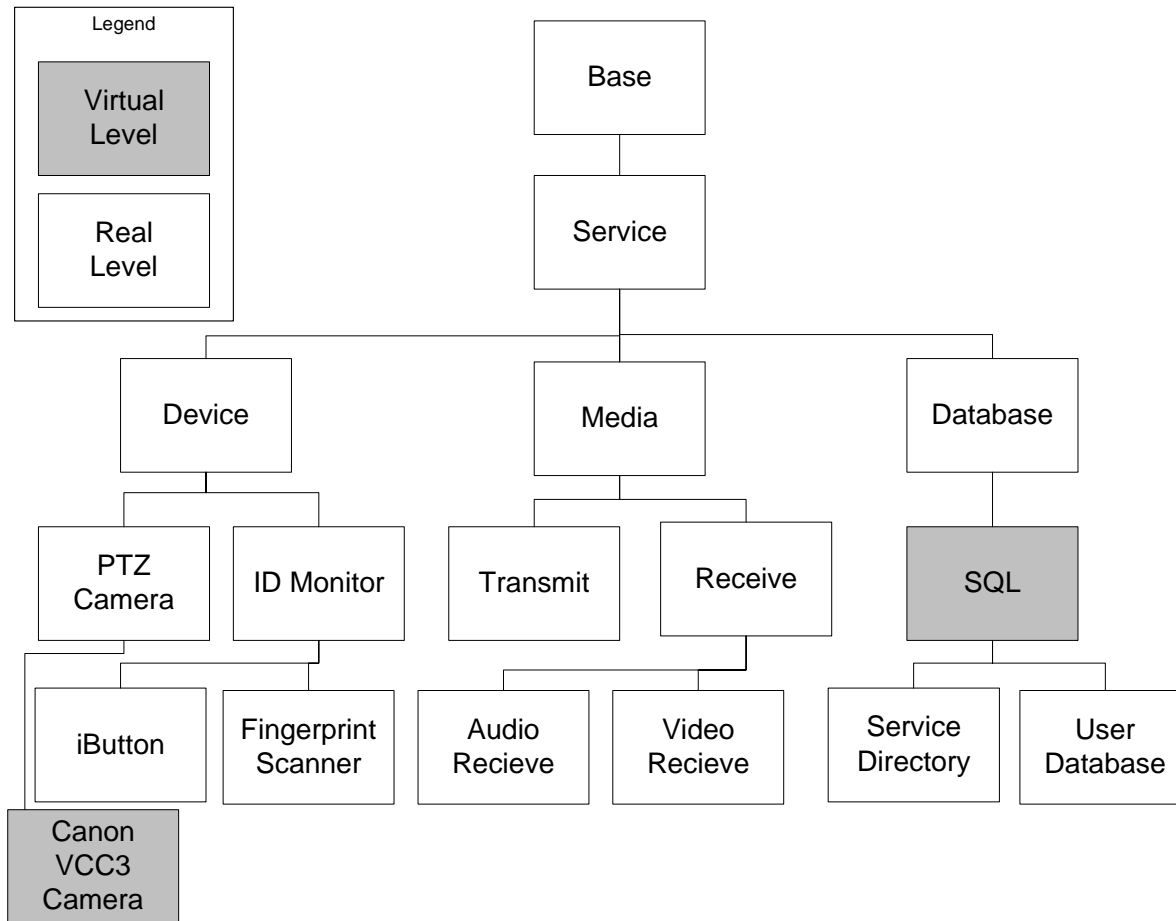 Legend
Virtual
Level
Real
Level
Base
Service
Device
Media
Database
PTZ
Camera
ID Monitor
Transmit
Receive
SQL
iButton
Fingerprint
Scanner
Audio
Recieve
Video
Recieve
Service
Directory
User
Database
Canon
VCC3
Camera